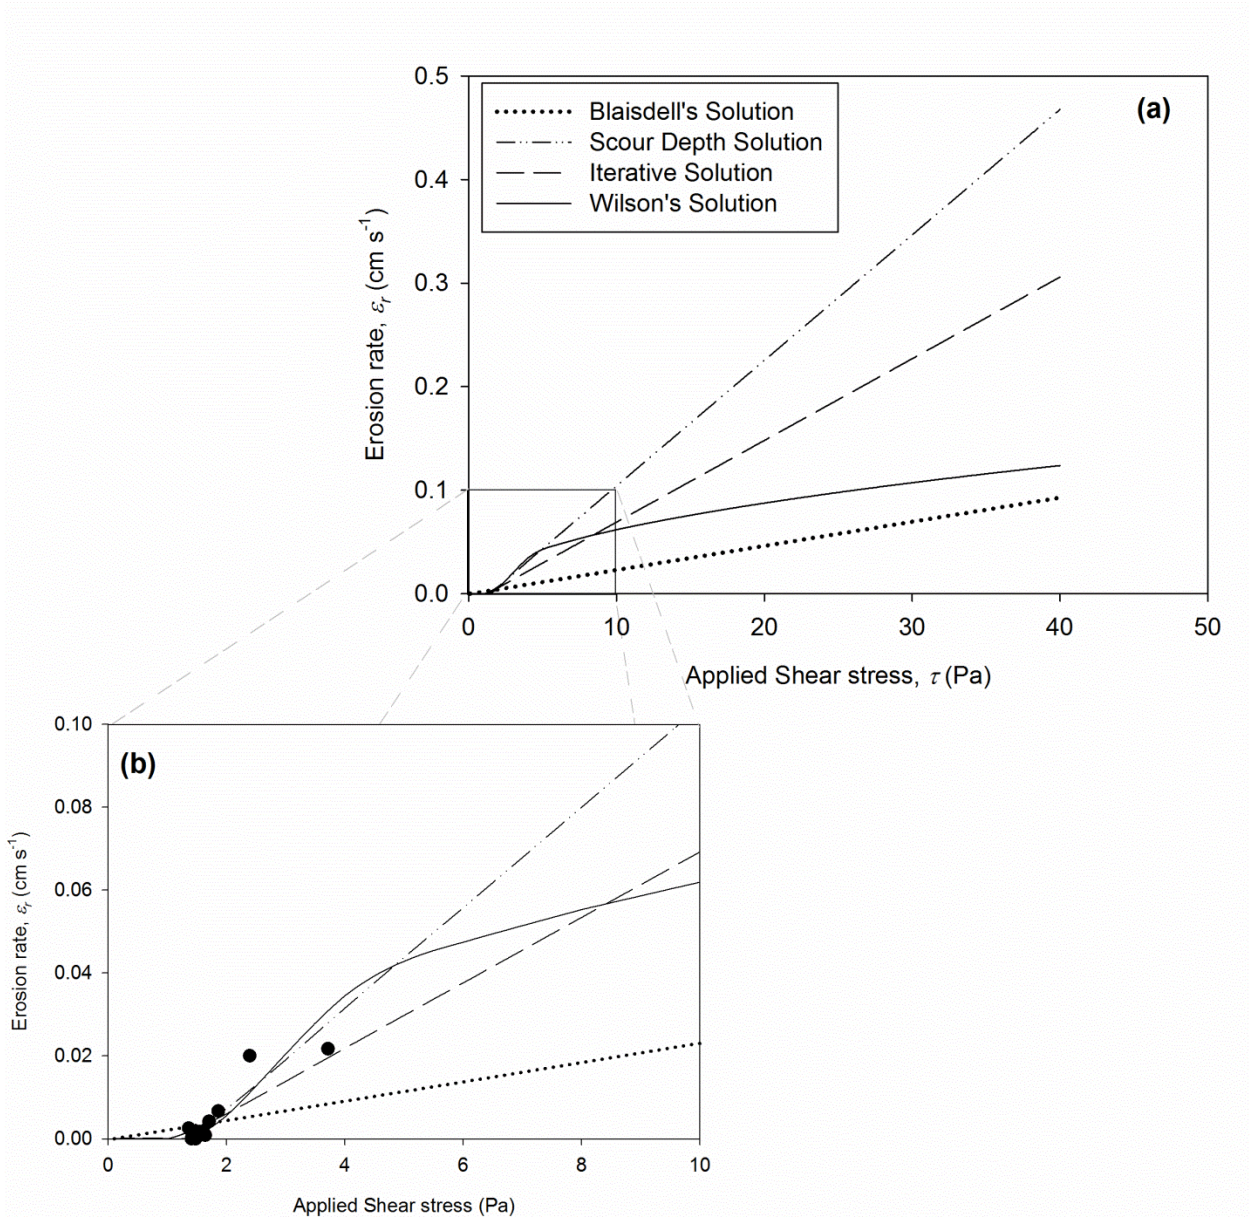 0.5
0.4
0.3
0.2
0.1
0.0
Erosion rate, εr (cm s-1)
Blaisdell's Solution
Scour Depth Solution
Iterative Solution
Wilson's Solution
(a)
0 10 20 30 40 50
Applied Shear stress, τ (Pa)
0.10
0.08
0.06
0.04
0.02
0.00
Erosion rate, εr (cm s-1)
(b)
0 2 4 6 8 10
Applied Shear stress (Pa)